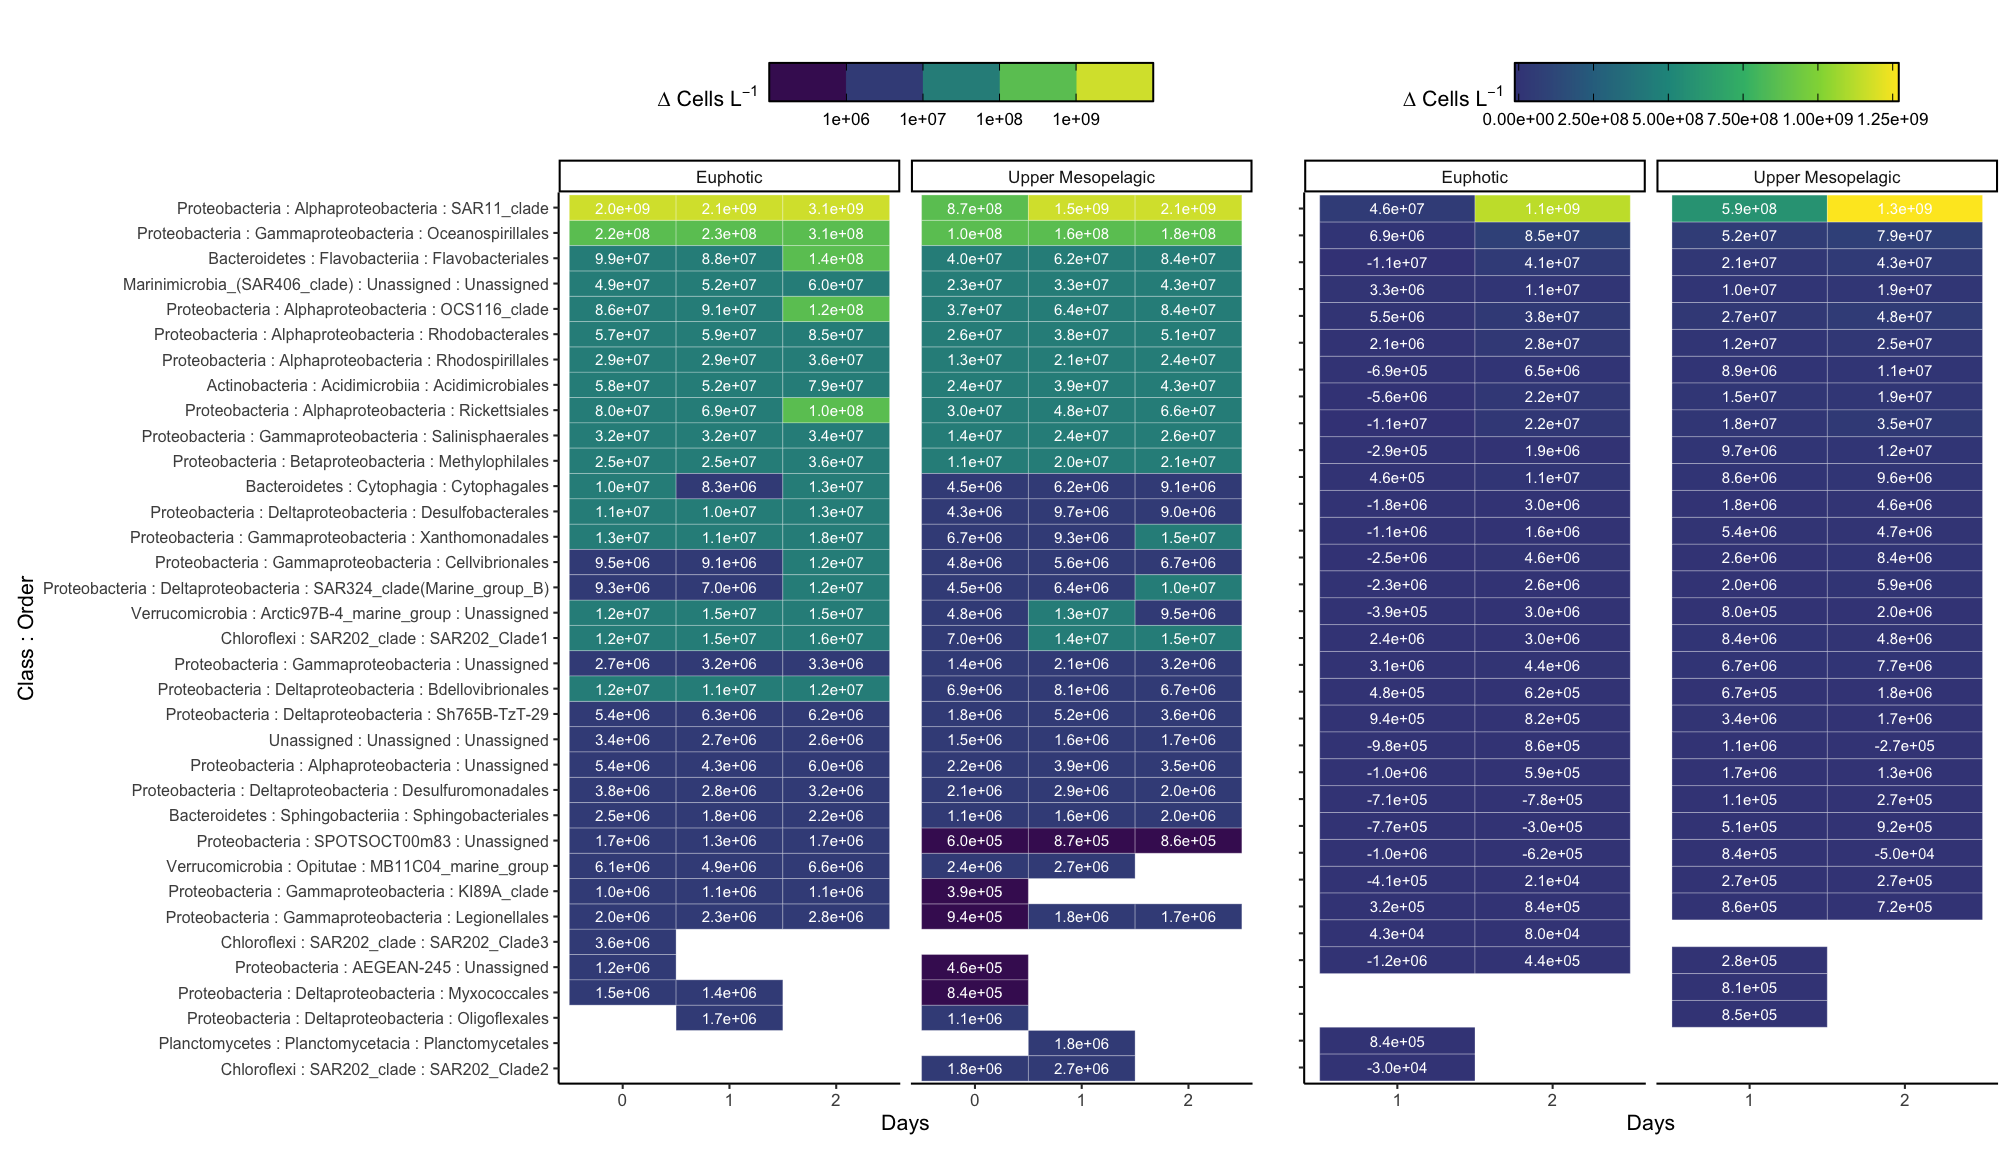 Δ Cells L⁻¹
1e+06 1e+07 1e+08 1e+09
Δ Cells L⁻¹
0.00e+00 2.50e+08 5.00e+08 7.50e+08 1.00e+09 1.25e+09
Euphotic Upper Mesopelagic Euphotic Upper Mesopelagic
Class : Order
Proteobacteria : Alphaproteobacteria : SAR11_clade 2.0e+09 2.1e+09 3.1e+09 8.7e+08 1.5e+09 2.1e+09 4.6e+07 1.1e+09 5.9e+08 1.3e+09
Proteobacteria : Gammaproteobacteria : Oceanospirillales 2.2e+08 2.3e+08 3.1e+08 1.0e+08 1.6e+08 1.8e+08 6.9e+06 8.5e+07 5.2e+07 7.9e+07
Bacteroidetes : Flavobacteriia : Flavobacteriales 9.9e+07 8.8e+07 1.4e+08 4.0e+07 6.2e+07 8.4e+07 -1.1e+07 4.1e+07 2.1e+07 4.3e+07
Marinimicrobia_(SAR406_clade) : Unassigned : Unassigned 4.9e+07 5.2e+07 6.0e+07 2.3e+07 3.3e+07 4.3e+07 3.3e+06 1.1e+07 1.0e+07 1.9e+07
Proteobacteria : Alphaproteobacteria : OCS116_clade 8.6e+07 9.1e+07 1.2e+08 3.7e+07 6.4e+07 8.4e+07 5.5e+06 3.8e+07 2.7e+07 4.8e+07
Proteobacteria : Alphaproteobacteria : Rhodobacterales 5.7e+07 5.9e+07 8.5e+07 2.6e+07 3.8e+07 5.1e+07 2.1e+06 2.8e+07 1.2e+07 2.5e+07
Proteobacteria : Alphaproteobacteria : Rhodospirillales 2.9e+07 2.9e+07 3.6e+07 1.3e+07 2.1e+07 2.4e+07 -6.9e+05 6.5e+06 8.9e+06 1.1e+07
Actinobacteria : Acidimicrobiia : Acidimicrobiales 5.8e+07 5.2e+07 7.9e+07 2.4e+07 3.9e+07 4.3e+07 -5.6e+06 2.2e+07 1.5e+07 1.9e+07
Proteobacteria : Alphaproteobacteria : Rickettsiales 8.0e+07 6.9e+07 1.0e+08 3.0e+07 4.8e+07 6.6e+07 -1.1e+07 2.2e+07 1.8e+07 3.5e+07
Proteobacteria : Gammaproteobacteria : Salinisphaerales 3.2e+07 3.2e+07 3.4e+07 1.4e+07 2.4e+07 2.6e+07 -2.9e+05 1.9e+06 9.7e+06 1.2e+07
Proteobacteria : Betaproteobacteria : Methylophilales 2.5e+07 2.5e+07 3.6e+07 1.1e+07 2.0e+07 2.1e+07 4.6e+05 1.1e+07 8.6e+06 9.6e+06
Bacteroidetes : Cytophagia : Cytophagales 1.0e+07 8.3e+06 1.3e+07 4.5e+06 6.2e+06 9.1e+06 -1.8e+06 3.0e+06 1.8e+06 4.6e+06
Proteobacteria : Deltaproteobacteria : Desulfobacterales 1.1e+07 1.0e+07 1.3e+07 4.3e+06 9.7e+06 9.0e+06 -1.1e+06 1.6e+06 5.4e+06 4.7e+06
Proteobacteria : Gammaproteobacteria : Xanthomonadales 1.3e+07 1.1e+07 1.8e+07 6.7e+06 9.3e+06 1.5e+07 -2.5e+06 4.6e+06 2.6e+06 8.4e+06
Proteobacteria : Gammaproteobacteria : Cellvibrionales 9.5e+06 9.1e+06 1.2e+07 4.8e+06 5.6e+06 6.7e+06 -2.3e+06 2.6e+06 2.0e+06 5.9e+06
Proteobacteria : Deltaproteobacteria : SAR324_clade(Marine_group_B) 9.3e+06 7.0e+06 1.2e+07 4.5e+06 6.4e+06 1.0e+07 -3.9e+05 3.0e+06 8.0e+05 2.0e+06
Verrucomicrobia : Arctic97B-4_marine_group : Unassigned 1.2e+07 1.5e+07 1.5e+07 4.8e+06 1.3e+07 9.5e+06 2.4e+06 3.0e+06 8.4e+06 4.8e+06
Chloroflexi : SAR202_clade : SAR202_Clade1 1.2e+07 1.5e+07 1.6e+07 7.0e+06 1.4e+07 1.5e+07 3.1e+06 4.4e+06 6.7e+06 7.7e+06
Proteobacteria : Gammaproteobacteria : Unassigned 2.7e+06 3.2e+06 3.3e+06 1.4e+06 2.1e+06 3.2e+06 4.8e+05 6.2e+05 6.7e+05 1.8e+06
Proteobacteria : Deltaproteobacteria : Bdellovibrionales 1.2e+07 1.1e+07 1.2e+07 6.9e+06 8.1e+06 6.7e+06 9.4e+05 8.2e+05 3.4e+06 1.7e+06
Proteobacteria : Deltaproteobacteria : Sh765B-TzT-29 5.4e+06 6.3e+06 6.2e+06 1.8e+06 5.2e+06 3.6e+06 -9.8e+05 8.6e+05 1.1e+06 -2.7e+05
Unassigned : Unassigned : Unassigned 3.4e+06 2.7e+06 2.6e+06 1.5e+06 1.6e+06 1.7e+06 -1.0e+06 5.9e+05 1.7e+06 1.3e+06
Proteobacteria : Alphaproteobacteria : Unassigned 5.4e+06 4.3e+06 6.0e+06 2.2e+06 3.9e+06 3.5e+06 -7.1e+05 -7.8e+05 1.1e+05 2.7e+05
Proteobacteria : Deltaproteobacteria : Desulfuromonadales 3.8e+06 2.8e+06 3.2e+06 2.1e+06 2.9e+06 2.0e+06 -7.7e+05 -3.0e+05 5.1e+05 9.2e+05
Bacteroidetes : Sphingobacteriia : Sphingobacteriales 2.5e+06 1.8e+06 2.2e+06 1.1e+06 1.6e+06 2.0e+06 -1.0e+06 -6.2e+05 8.4e+05 -5.0e+04
Proteobacteria : SPOTSOCT00m83 : Unassigned 1.7e+06 1.3e+06 1.7e+06 6.0e+05 8.7e+05 8.6e+05 -4.1e+05 2.1e+04 2.7e+05 2.7e+05
Verrucomicrobia : Opitutae : MB11C04_marine_group 6.1e+06 4.9e+06 6.6e+06 2.4e+06 2.7e+06 3.2e+05 8.4e+05 8.6e+05 7.2e+05
Proteobacteria : Gammaproteobacteria : KI89A_clade 1.0e+06 1.1e+06 1.1e+06 3.9e+05 4.3e+04 8.0e+04
Proteobacteria : Gammaproteobacteria : Legionellales 2.0e+06 2.3e+06 2.8e+06 9.4e+05 1.8e+06 1.7e+06 -1.2e+06 4.4e+05 2.8e+05
Chloroflexi : SAR202_clade : SAR202_Clade3 3.6e+06
Proteobacteria : AEGEAN-245 : Unassigned 1.2e+06 4.6e+05 8.1e+05
Proteobacteria : Deltaproteobacteria : Myxococcales 1.5e+06 1.4e+06 8.4e+05 8.5e+05
Proteobacteria : Deltaproteobacteria : Oligoflexales 1.7e+06 1.1e+06
Planctomycetes : Planctomycetacia : Planctomycetales 1.8e+06 8.4e+05
Chloroflexi : SAR202_clade : SAR202_Clade2 1.8e+06 2.7e+06 -3.0e+04
0 1 2 0 1 2 1 2 1 2
Days Days